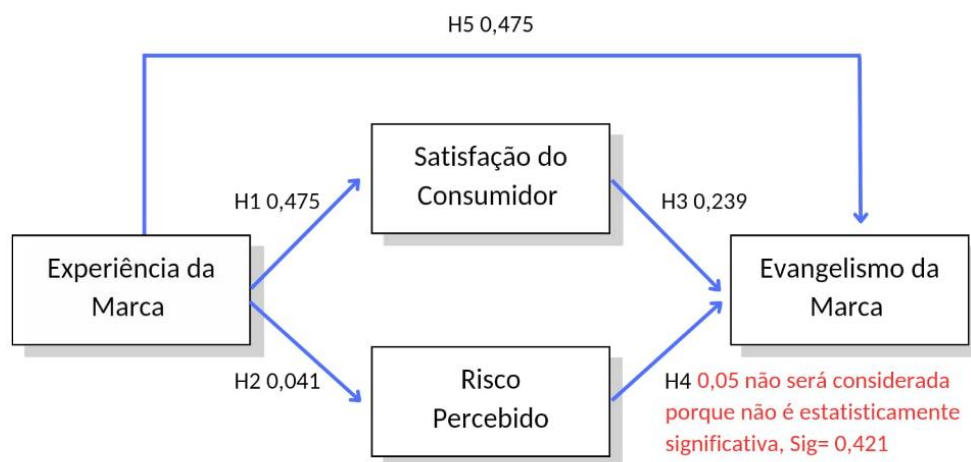 H5 0,475
Satisfação do
Consumidor
H1 0,475
H3 0,239
Experiência da
Marca
Evangelismo da
Marca
H2 0,041
Risco
Percebido
H4 0,05 não será considerada
porque não é estatisticamente
significativa, Sig= 0,421